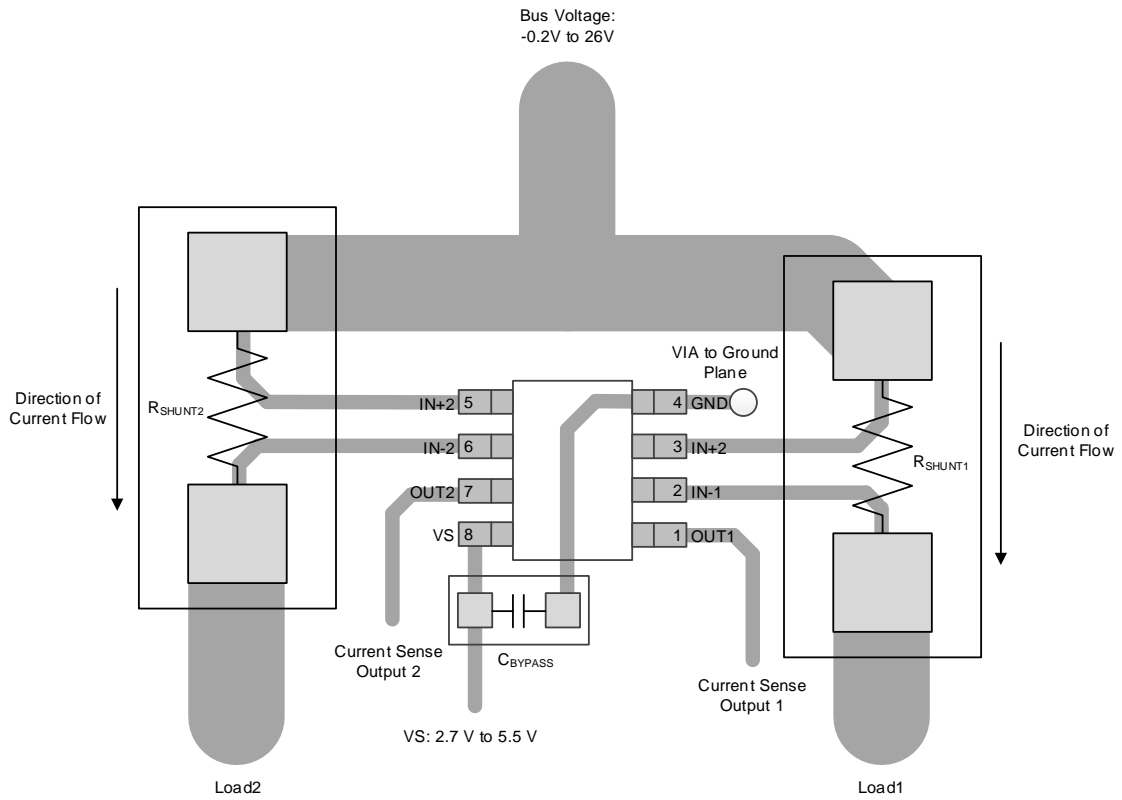 Bus Voltage:
-0.2V to 26V
VIA to Ground
Plane
Direction of
Current Flow
RSHUNT2
IN+2 5
4 GND
IN-2 6
3 IN+2
OUT2 7
2 IN-1
VS 8
1 OUT1
RSHUNT1
Direction of
Current Flow
CBYPASS
Current Sense
Output 2
Current Sense
Output 1
VS: 2.7 V to 5.5 V
Load2
Load1